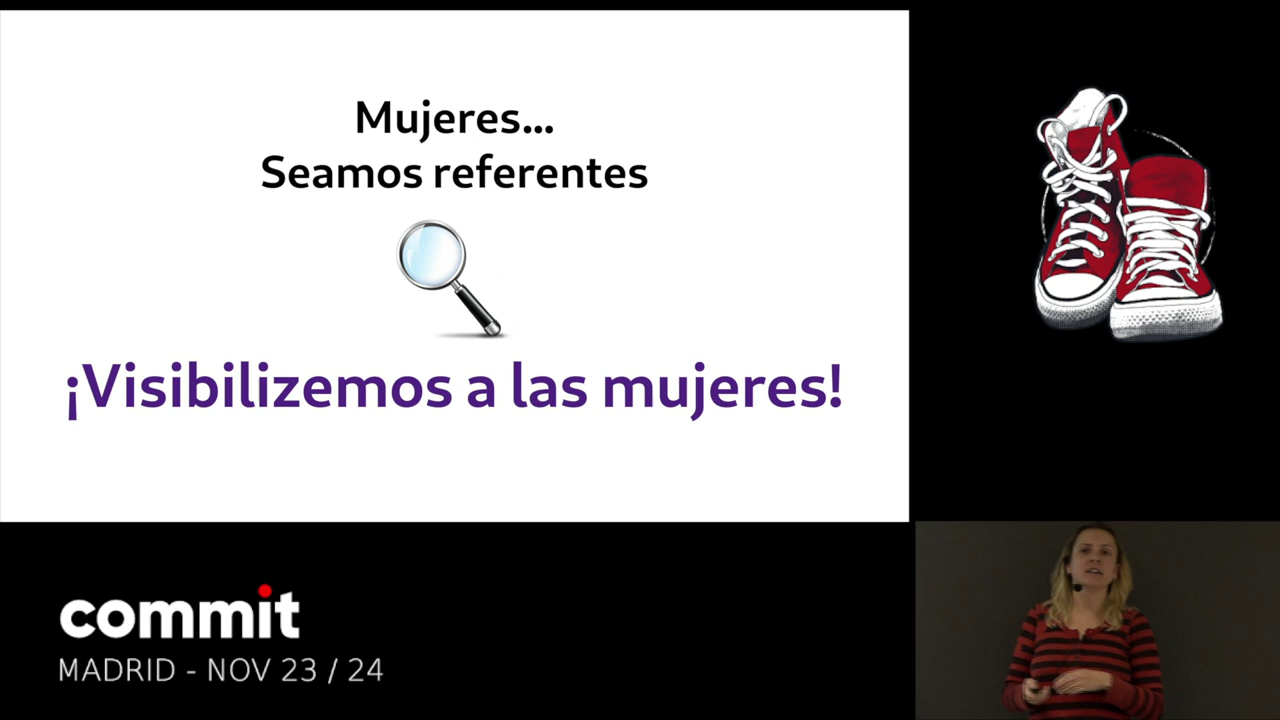 Mujeres...
Seamos referentes
¡Visibilizemos a las mujeres!
commit
MADRID - NOV 23 / 24